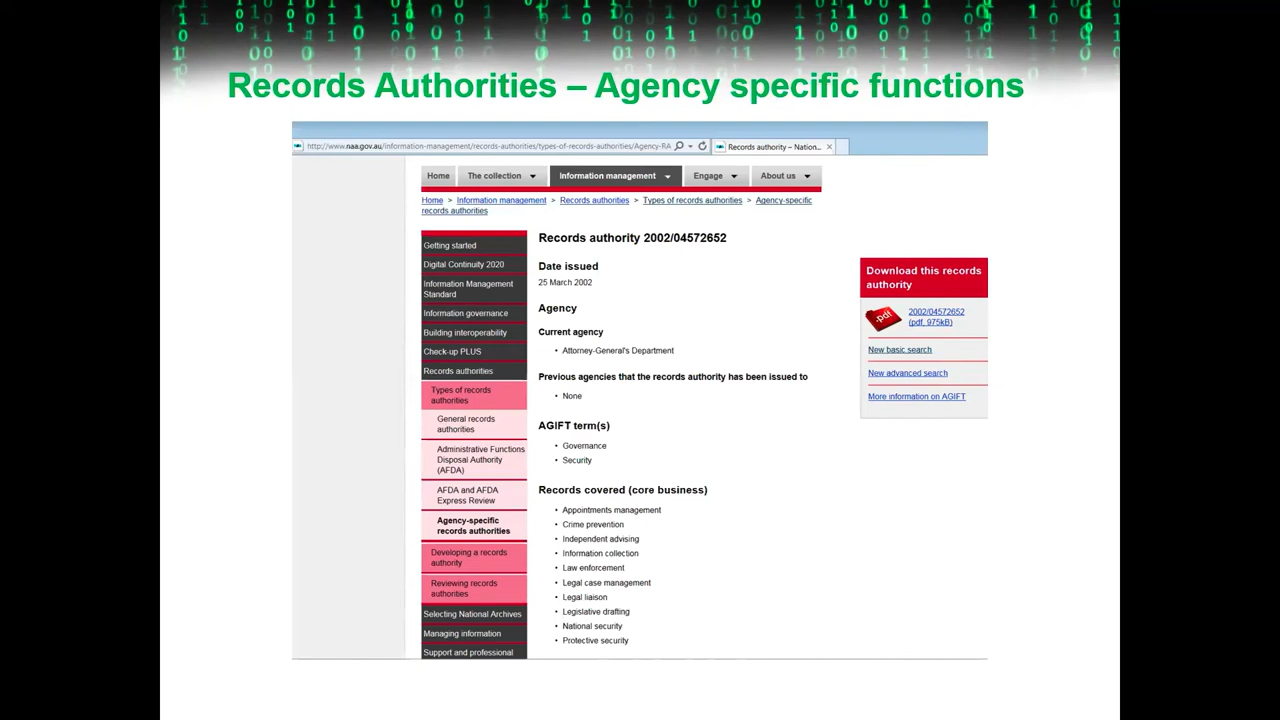 Records Authorities – Agency specific functions
http://www.naa.gov.au/information-management/records-authorities/types-of-records-authorities/Agency-RA
Records authority – Nation...
Home
The collection
Information management
Engage
About us
Home > Information management > Records authorities > Types of records authorities > Agency-specific
records authorities
Getting started
Digital Continuity 2020
Information Management
Standard
Information governance
Building interoperability
Check-up PLUS
Records authorities
Types of records
authorities
General records
authorities
Administrative Functions
Disposal Authority
(AFDA)
AFDA and AFDA
Express Review
Agency-specific
records authorities
Developing a records
authority
Reviewing records
authorities
Selecting National Archives
Managing information
Support and professional
Records authority 2002/04572652
Date issued
25 March 2002
Agency
Current agency
• Attorney-General's Department
Previous agencies that the records authority has been issued to
• None
AGIFT term(s)
• Governance
• Security
Records covered (core business)
• Appointments management
• Crime prevention
• Independent advising
• Information collection
• Law enforcement
• Legal case management
• Legal liaison
• Legislative drafting
• National security
• Protective security
Download this records
authority
.pdf
2002/04572652
(pdf, 975kB)
New basic search
New advanced search
More information on AGIFT